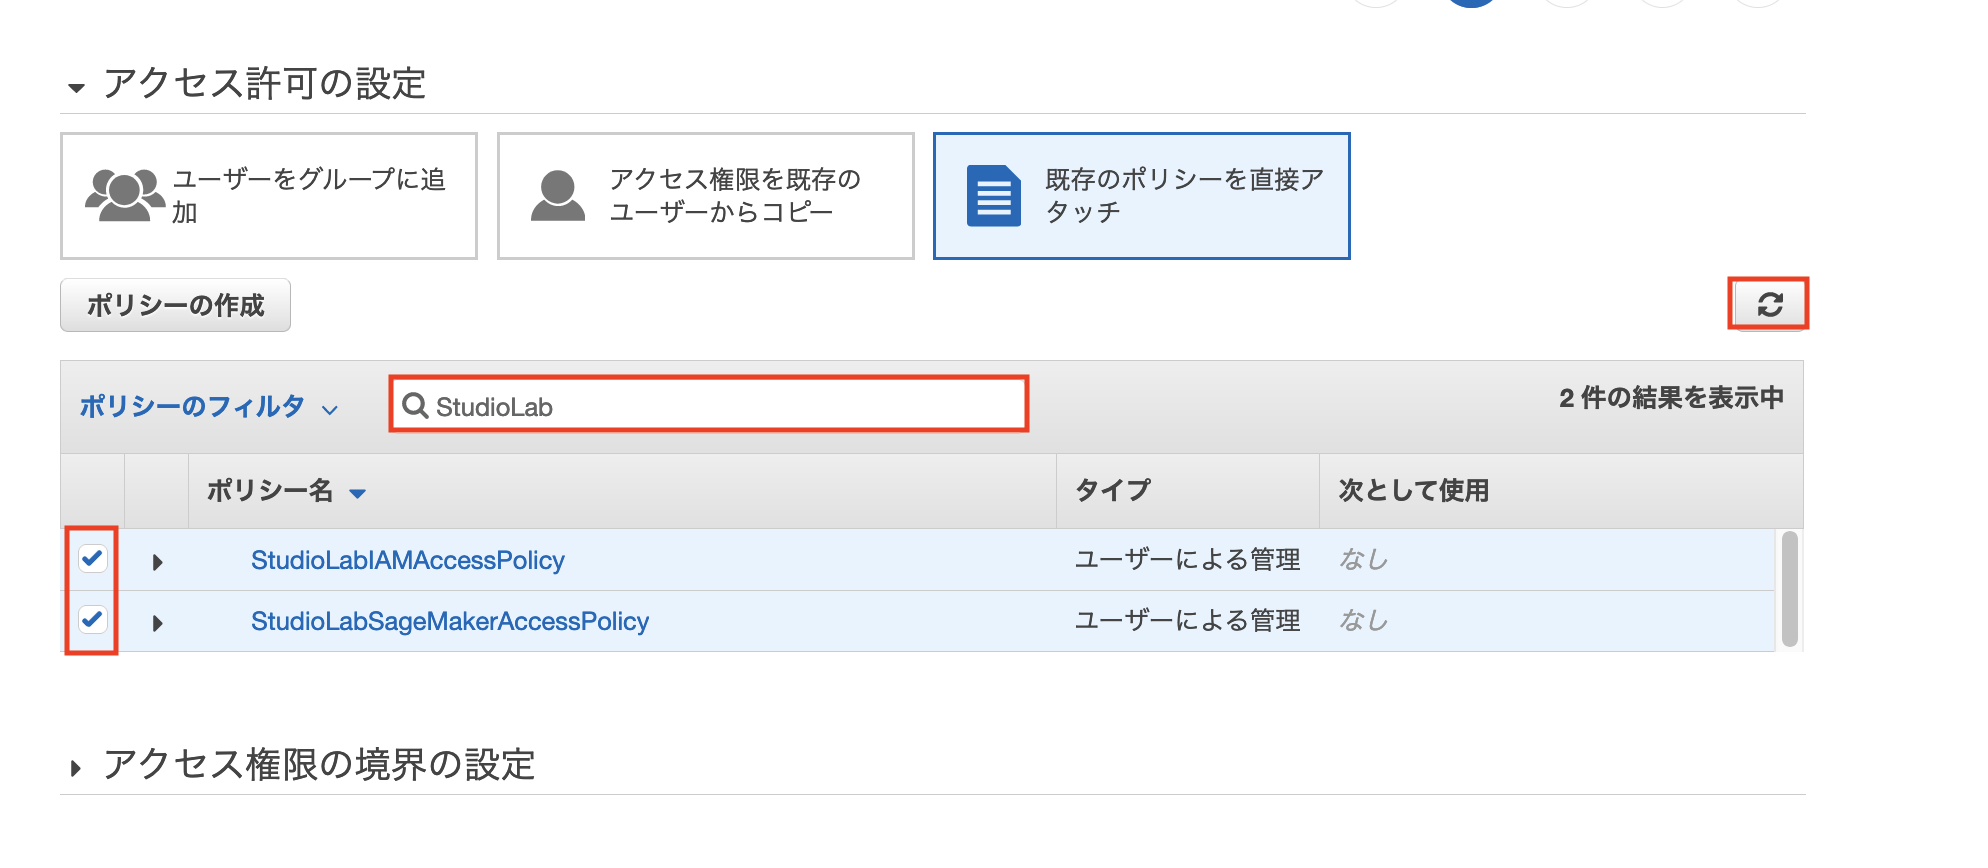 アクセス許可の設定
ユーザーをグループに追
加
アクセス権限を既存の
ユーザーからコピー
既存のポリシーを直接ア
タッチ
ポリシーの作成
ポリシーのフィルタ
StudioLab
2 件の結果を表示中
ポリシー名
タイプ
次として使用
StudioLabIAMAccessPolicy
ユーザーによる管理
なし
StudioLabSageMakerAccessPolicy
ユーザーによる管理
なし
アクセス権限の境界の設定